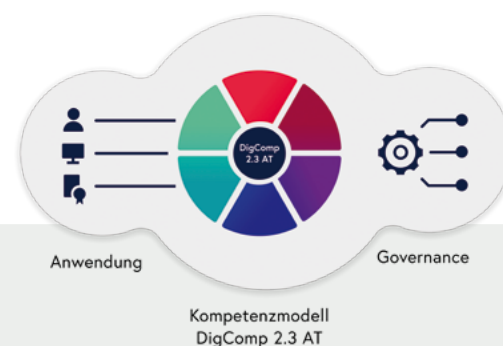 DigComp
2.3 AT
Anwendung
Governance
Kompetenzmodell
DigComp 2.3 AT